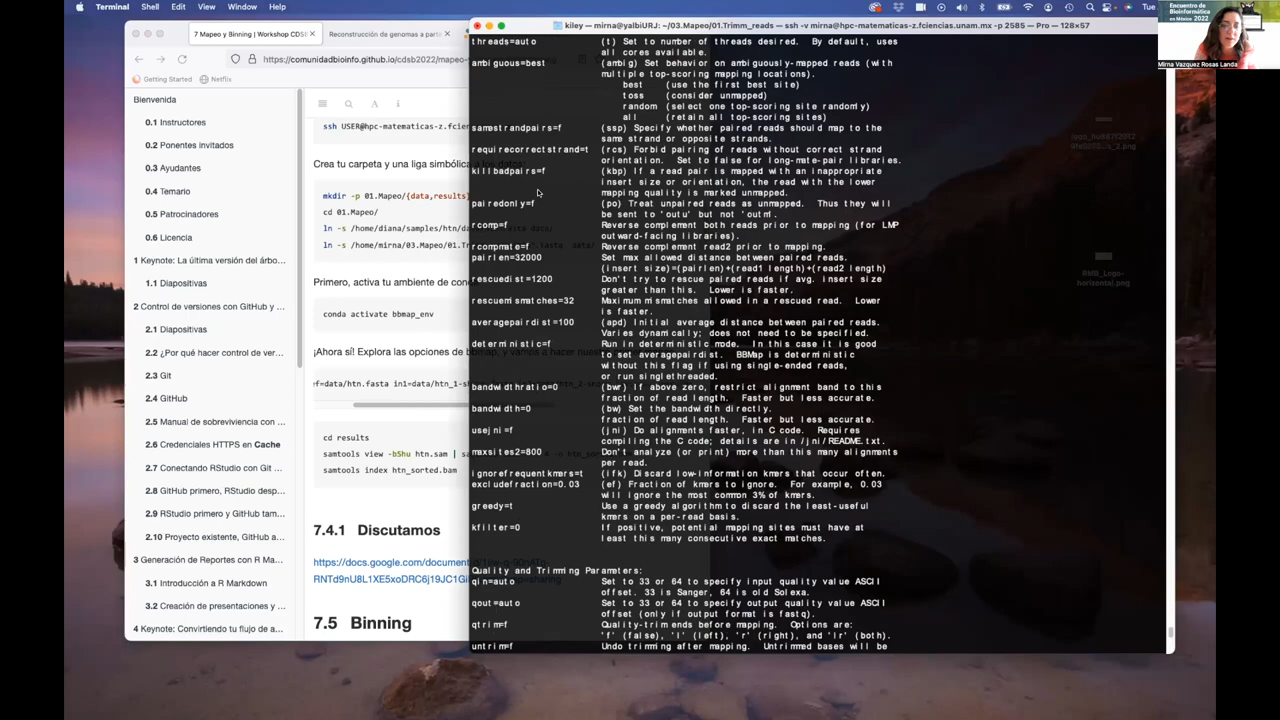 Terminal Shell Edit View Window Help
Tue
Encuentro de
Bioinformática
en México 2022
Mirna Vazquez Rosas Landa
7 Mapeo y Binning | Workshop CDSB
Reconstrucción de genomas a parti
https://comunidadbioinfo.github.io/cdsb2022/mapeo-
Getting Started
Netflix
Bienvenida
0.1 Instructores
0.2 Ponentes invitados
0.3 Ayudantes
0.4 Temario
0.5 Patrocinadores
0.6 Licencia
1 Keynote: La última versión del árbo...
1.1 Diapositivas
2 Control de versiones con GitHub y
2.1 Diapositivas
2.2 ¿Por qué hacer control de ver...
2.3 Git
2.4 GitHub
2.5 Manual de sobrevivencia con ...
2.6 Credenciales HTTPS en Cache
2.7 Conectando RStudio con Git ...
2.8 GitHub primero, RStudio desp...
2.9 RStudio primero y GitHub tam...
2.10 Proyecto existente, GitHub a...
3 Generación de Reportes con R Ma...
3.1 Introducción a R Markdown
3.2 Creación de presentaciones y ...
4 Keynote: Convirtiendo tu flujo de a...
ssh USER@hpc-matematicas-z.fcien
Crea tu carpeta y una liga simbólica a los datos:
mkdir -p 01.Mapeo/{data,results}
cd 01.Mapeo/
ln -s /home/diana/samples/htn/da
ln -s /home/mirna/03.Mapeo/01.Tr
Primero, activa tu ambiente de con
conda activate bbmap_env
¡Ahora sí! Explora las opciones de bbmap, y vamos a hacer nuest
ef=data/htn.fasta in1=data/htn_1-sh
cd results
samtools view -bShu htn.sam |
samtools index htn_sorted.bam
7.4.1 Discutamos
https://docs.google.com/document
RNTd9nU8L1XE5xoDRC6j19JC1Gi
7.5 Binning
kiley — mirna@yalbiURJ: ~/03.Mapeo/01.Trimm_reads — ssh -v mirna@hpc-matematicas-z.fciencias.unam.mx -p 2585 — Pro — 128×57
threads=auto (t) Set to number of threads desired. By default, uses
all cores available.
ambiguous=best (ambig) Set behavior on ambiguously-mapped reads (with
multiple top-scoring mapping locations).
best (use the first best site)
toss (consider unmapped)
random (select one top-scoring site randomly)
all (retain all top-scoring sites)
samestrandpairs=f (ssp) Specify whether paired reads should map to the
same strand or opposite strands.
requirecorrectstrand=t (rcs) Forbid pairing of reads without correct strand
orientation. Set to false for long-mate-pair libraries.
killbadpairs=f (kbp) If a read pair is mapped with an inappropriate
insert size or orientation, the read with the lower
mapping quality is marked unmapped.
pairedonly=f (po) Treat unpaired reads as unmapped. Thus they will
be sent to 'outu' but not 'outm'.
rcomp=f Reverse complement both reads prior to mapping (for LMP
outward-facing libraries).
rcompmate=f Reverse complement read2 prior to mapping.
pairlen=32000 Set max allowed distance between paired reads.
(insert size)=(pairlen)+(read1 length)+(read2 length)
rescuedist=1200 Don't try to rescue paired reads if avg. insert size
greater than this. Lower is faster.
rescuemismatches=32 Maximum mismatches allowed in a rescued read. Lower
is faster.
averagepairdist=100 (apd) Initial average distance between paired reads.
Varies dynamically; does not need to be specified.
deterministic=f Run in deterministic mode. In this case it is good
to set averagepairdist. BBMap is deterministic
without this flag if using single-ended reads,
or run singlethreaded.
bandwidthratio=0 (bwr) If above zero, restrict alignment band to this
fraction of read length. Faster but less accurate.
bandwidth=0 (bw) Set the bandwidth directly.
fraction of read length. Faster but less accurate.
usejni=f (jni) Do alignments faster, in C code. Requires
compiling the C code; details are in /jni/README.txt.
maxsites2=800 Don't analyze (or print) more than this many alignments
per read.
ignorefrequentkmers=t (ifk) Discard low-information kmers that occur often.
excludefraction=0.03 (ef) Fraction of kmers to ignore. For example, 0.03
will ignore the most common 3% of kmers.
greedy=t Use a greedy algorithm to discard the least-useful
kmers on a per-read basis.
kfilter=0 If positive, potential mapping sites must have at
least this many consecutive exact matches.
Quality and Trimming Parameters:
qin=auto Set to 33 or 64 to specify input quality value ASCII
offset. 33 is Sanger, 64 is old Solexa.
qout=auto Set to 33 or 64 to specify output quality value ASCII
offset (only if output format is fastq).
qtrim=f Quality-trim ends before mapping. Options are:
'f' (false), 'l' (left), 'r' (right), and 'lr' (both).
untrim=f Undo trimming after mapping. Untrimmed bases will be